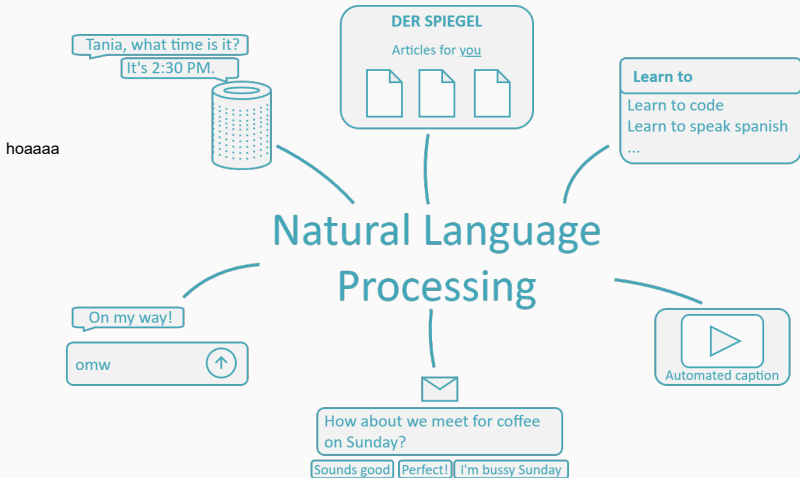 Tania, what time is it?
It's 2:30 PM.
DER SPIEGEL
Articles for you
Learn to
Learn to code
Learn to speak spanish
...
hoaaaa
Natural Language
Processing
On my way!
omw
Automated caption
How about we meet for coffee
on Sunday?
Sounds good
Perfect!
I'm bussy Sunday